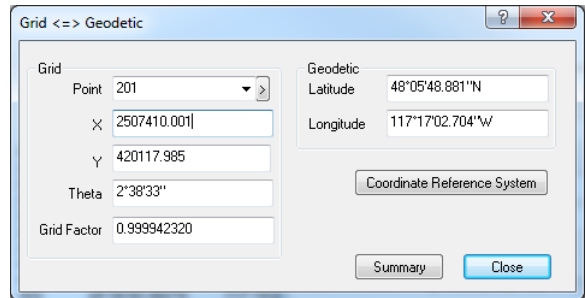 Grid <=> Geodetic
Grid
Point 201
X 2507410.001
Y 420117.985
Theta 2°38'33"
Grid Factor 0.999942320
Geodetic
Latitude 48°05'48.881"N
Longitude 117°17'02.704"W
Coordinate Reference System
Summary
Close